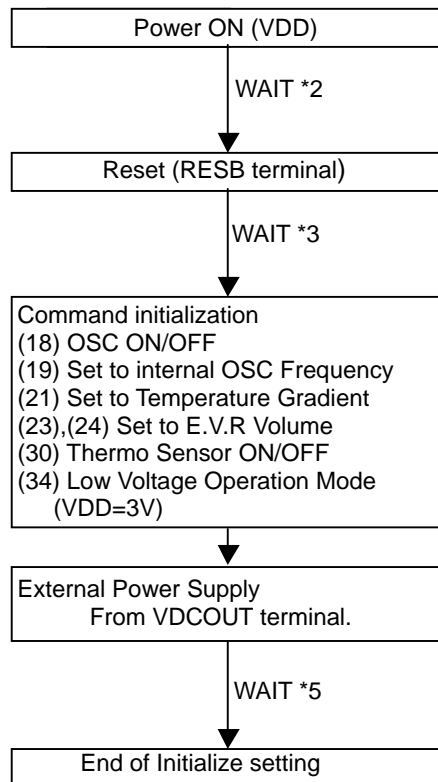 Power ON (VDD)
WAIT *2
Reset (RESB terminal)
WAIT *3
Command initialization
(18) OSC ON/OFF
(19) Set to internal OSC Frequency
(21) Set to Temperature Gradient
(23),(24) Set to E.V.R Volume
(30) Thermo Sensor ON/OFF
(34) Low Voltage Operation Mode
(VDD=3V)
External Power Supply
From VDCOUT terminal.
WAIT *5
End of Initialize setting